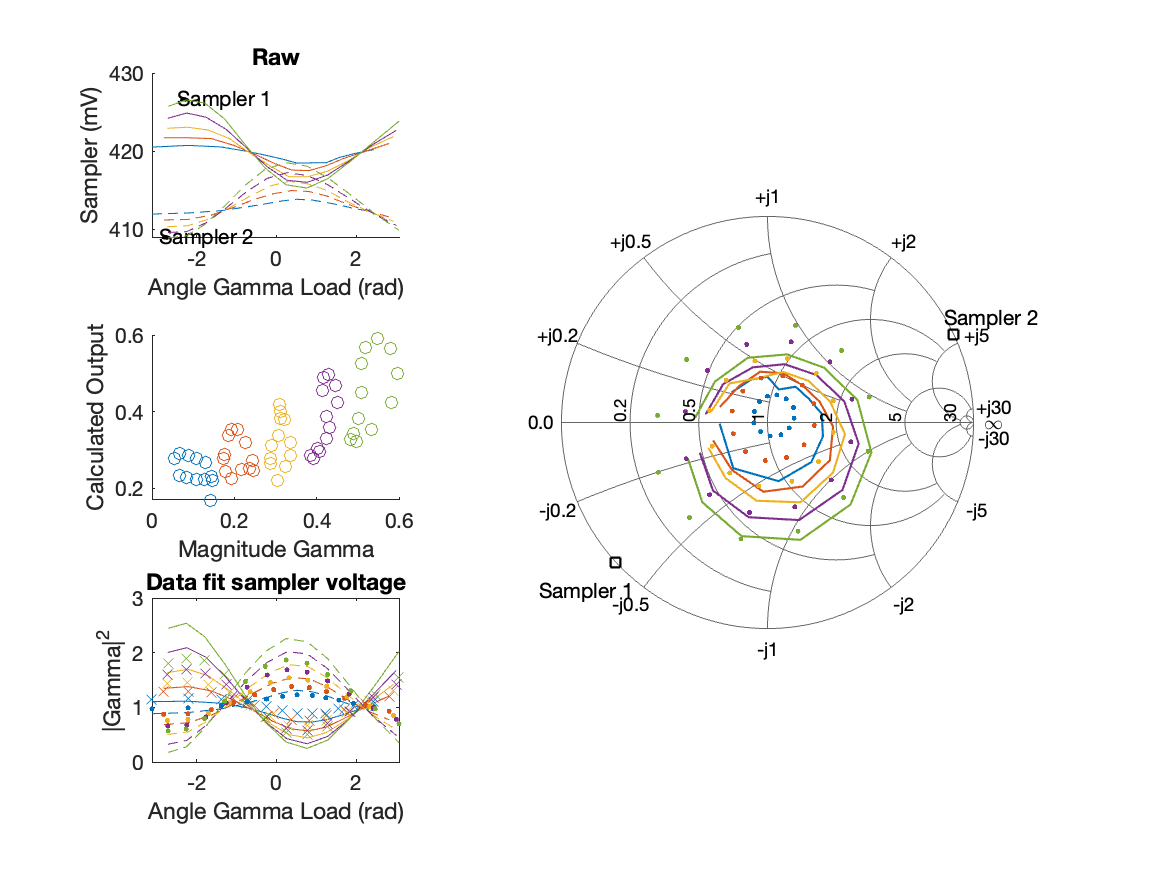 Raw
430
420
410
Sampler (mV)
Sampler 1
Sampler 2
-2
0
2
Angle Gamma Load (rad)
0.6
0.4
0.2
Calculated Output
0
0.2
0.4
0.6
Magnitude Gamma
Data fit sampler voltage
3
2
1
0
|Gamma|2
-2
0
2
Angle Gamma Load (rad)
+j1
+j0.5
+j2
Sampler 2
+j0.2
+j5
0.0
0.2
0.5
1
2
5
30
+j30
∞
-j30
-j0.2
-j5
Sampler 1
-j0.5
-j2
-j1